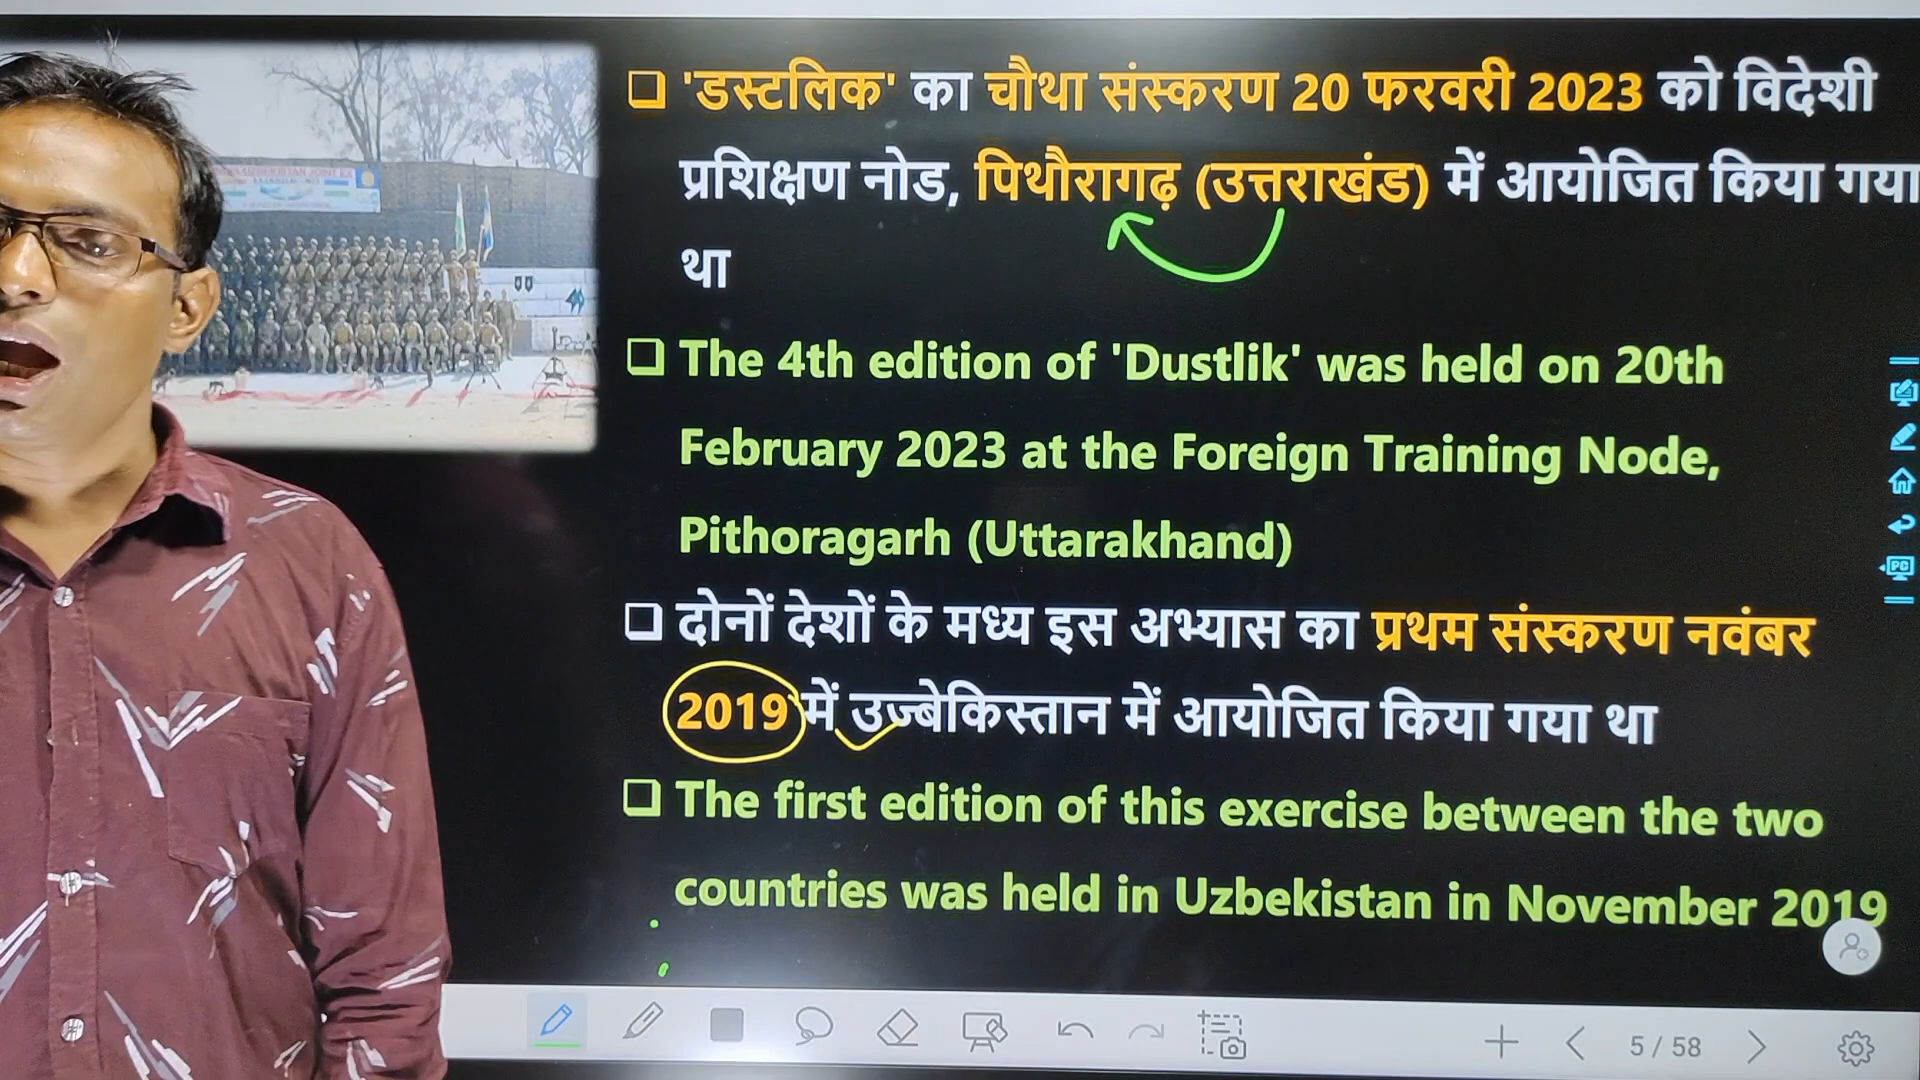 'डस्टलिक' का चौथा संस्करण 20 फरवरी 2023 को विदेशी
प्रशिक्षण नोड, पिथौरागढ़ (उत्तराखंड) में आयोजित किया गया
था
The 4th edition of 'Dustlik' was held on 20th
February 2023 at the Foreign Training Node,
Pithoragarh (Uttarakhand)
दोनों देशों के मध्य इस अभ्यास का प्रथम संस्करण नवंबर
2019 में उज्बेकिस्तान में आयोजित किया गया था
The first edition of this exercise between the two
countries was held in Uzbekistan in November 2019
PC
5 / 58